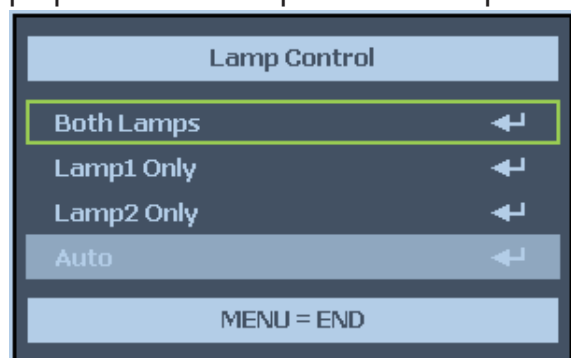 Lamp Control
Both Lamps
Lamp1 Only
Lamp2 Only
Auto
MENU = END